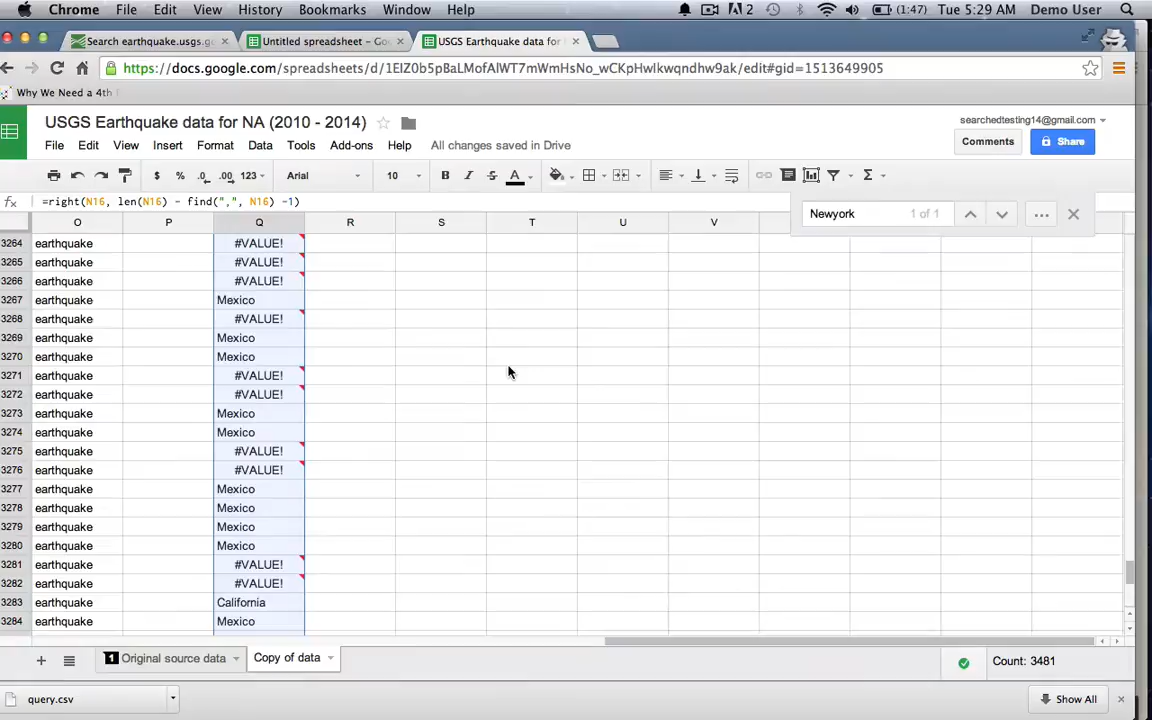 Chrome File Edit View History Bookmarks Window Help 2 (1:47) Tue 5:29 AM Demo User
Search earthquake.usgs.g Untitled spreadsheet - Go USGS Earthquake data for
https://docs.google.com/spreadsheets/d/1EIZ0b5pBaLMofAlWT7mWmHsNo_wCKpHwlkwqndhw9ak/edit#gid=1513649905
Why We Need a 4th
USGS Earthquake data for NA (2010 - 2014) searchedtesting14@gmail.com
File Edit View Insert Format Data Tools Add-ons Help All changes saved in Drive Comments Share
$ % .0 .00 123 Arial 10 B I S A Σ
fx =right(N16, len(N16) - find(",", N16) -1) Newyork 1 of 1
O P Q R S T U V
3264 earthquake #VALUE!
3265 earthquake #VALUE!
3266 earthquake #VALUE!
3267 earthquake Mexico
3268 earthquake #VALUE!
3269 earthquake Mexico
3270 earthquake Mexico
3271 earthquake #VALUE!
3272 earthquake #VALUE!
3273 earthquake Mexico
3274 earthquake Mexico
3275 earthquake #VALUE!
3276 earthquake #VALUE!
3277 earthquake Mexico
3278 earthquake Mexico
3279 earthquake Mexico
3280 earthquake Mexico
3281 earthquake #VALUE!
3282 earthquake #VALUE!
3283 earthquake California
3284 earthquake Mexico
+ 1 Original source data Copy of data Count: 3481
query.csv Show All